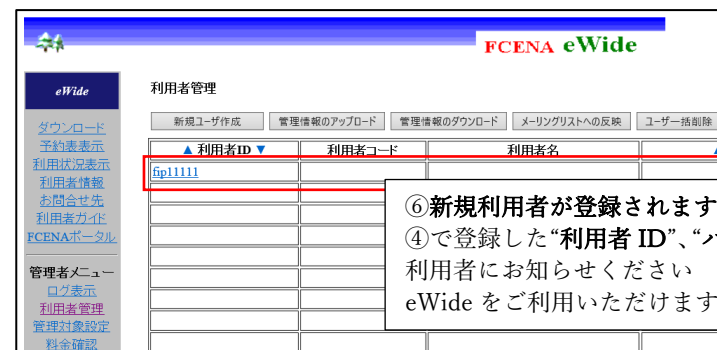 FCENA eWide
eWide
ダウンロード
予約表表示
利用状況表示
利用者情報
お問合せ先
利用者ガイド
FCENAポータル
管理者メニュー
ログ表示
利用者管理
管理対象設定
料金確認
利用者管理
新規ユーザ作成 管理情報のアップロード 管理情報のダウンロード メーリングリストへの反映 ユーザー括削除
▲ 利用者ID ▼ 利用者コード 利用者名
fip11111
⑥新規利用者が登録されます
④で登録した“利用者 ID”、“パ
利用者にお知らせください
eWide をご利用いただけます